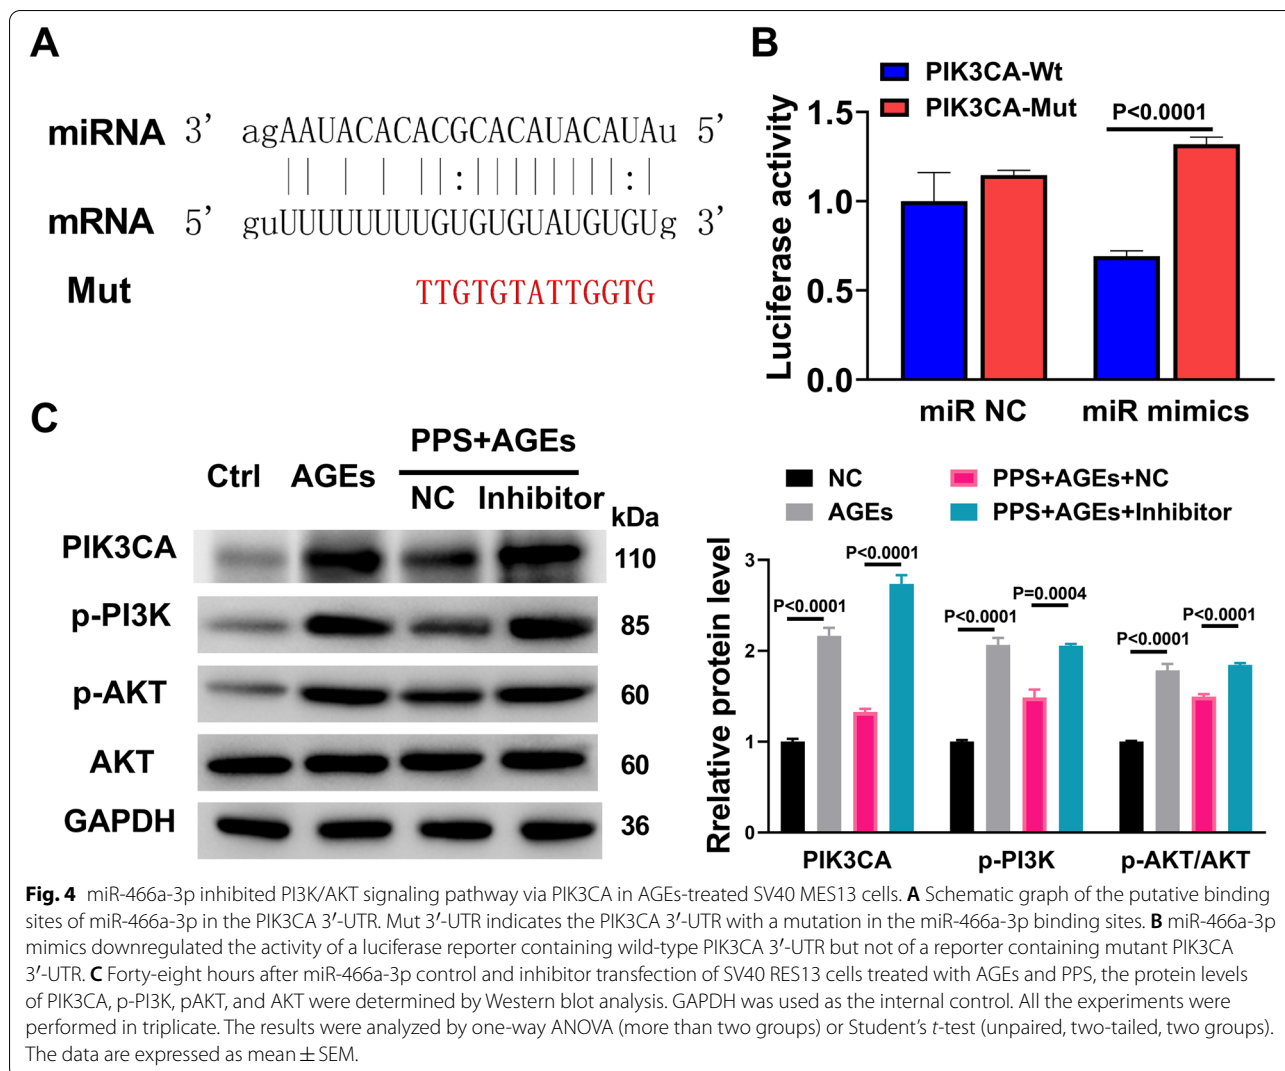 A
miRNA 3’ agAAUACACACGCACAUACAUAu 5’
mRNA 5’ guUUUUUUUUGUGUGUAUGUGUg 3’
Mut TTGTGTATTGGTG
B
PIK3CA-Wt
PIK3CA-Mut
Luciferase activity
1.5
1.0
0.5
0.0
P<0.0001
miR NC miR mimics
C
PPS+AGEs
Ctrl AGEs NC Inhibitor
kDa
PIK3CA 110
p-PI3K 85
p-AKT 60
AKT 60
GAPDH 36
NC PPS+AGEs+NC
AGEs PPS+AGEs+Inhibitor
Rrelative protein level
3
2
1
0
P<0.0001
P<0.0001
P<0.0001
P=0.0004
P<0.0001
P<0.0001
PIK3CA p-PI3K p-AKT/AKT
Fig. 4 miR-466a-3p inhibited PI3K/AKT signaling pathway via PIK3CA in AGEs-treated SV40 MES13 cells. A Schematic graph of the putative binding
sites of miR-466a-3p in the PIK3CA 3′-UTR. Mut 3′-UTR indicates the PIK3CA 3′-UTR with a mutation in the miR-466a-3p binding sites. B miR-466a-3p
mimics downregulated the activity of a luciferase reporter containing wild-type PIK3CA 3′-UTR but not of a reporter containing mutant PIK3CA
3′-UTR. C Forty-eight hours after miR-466a-3p control and inhibitor transfection of SV40 RES13 cells treated with AGEs and PPS, the protein levels
of PIK3CA, p-PI3K, pAKT, and AKT were determined by Western blot analysis. GAPDH was used as the internal control. All the experiments were
performed in triplicate. The results were analyzed by one-way ANOVA (more than two groups) or Student’s t-test (unpaired, two-tailed, two groups).
The data are expressed as mean ± SEM.